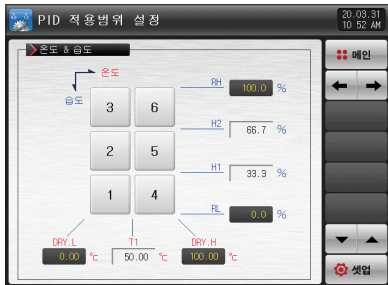 PID 적용범위 설정
20.03.31
10 52 AM
온도 & 습도
메인
온도
습도
RH 100.0 %
3 6
H2 66.7 %
2 5
H1 33.3 %
1 4
RL 0.0 %
DRY.L T1 DRY.H
0.00 ℃ 50.00 ℃ 100.00 ℃
셋업